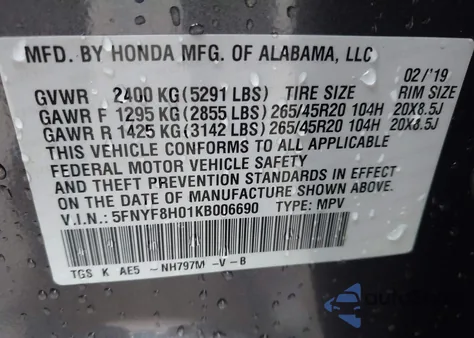 MFD. BY HONDA MFG. OF ALABAMA, LLC
02/'19
GVWR 2400 KG(5291 LBS) TIRE SIZE RIM SIZE
GAWR F 1295 KG(2855 LBS) 265/45R20 104H 20X8.5J
GAWR R 1425 KG(3142 LBS) 265/45R20 104H 20X8.5J
THIS VEHICLE CONFORMS TO ALL APPLICABLE
FEDERAL MOTOR VEHICLE SAFETY
AND THEFT PREVENTION STANDARDS IN EFFECT
ON THE DATE OF MANUFACTURE SHOWN ABOVE.
V.I.N.: 5FNYF8H01KB006690 TYPE: MPV
TGS K AE5 -NH797M -V-B